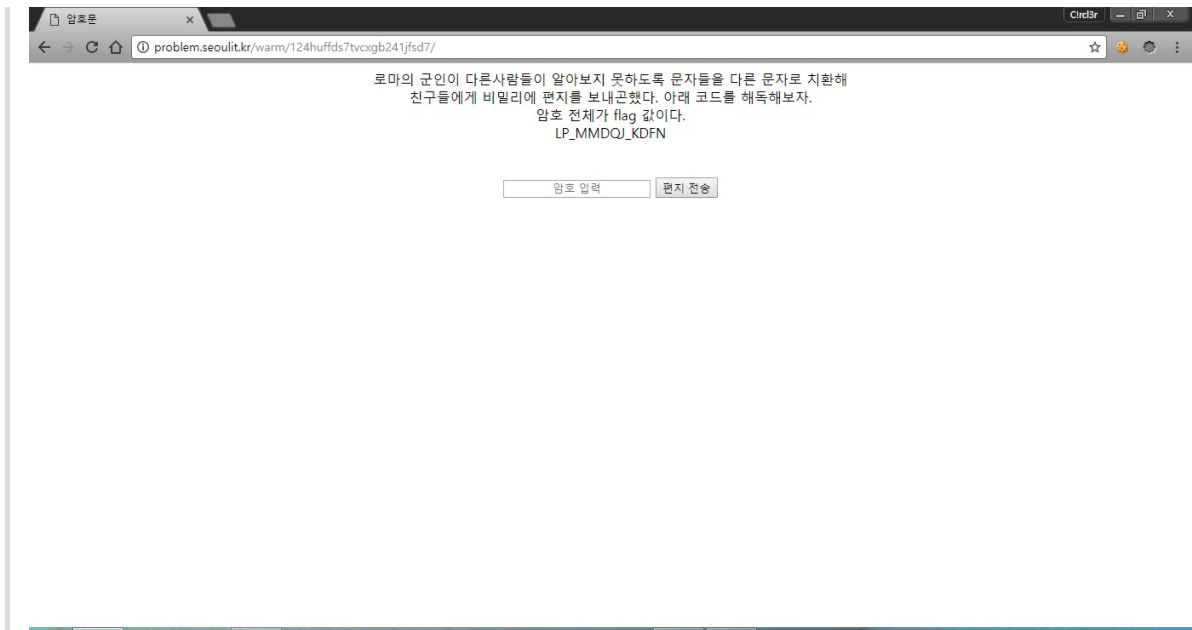 암호문
C1rcl3r
problem.seoulit.kr/warm/124huffds7tvcxgb241jfsd7/
로마의 군인이 다른사람들이 알아보지 못하도록 문자들을 다른 문자로 치환해
친구들에게 비밀리에 편지를 보내곤했다. 아래 코드를 해독해보자.
암호 전체가 flag 값이다.
LP_MMDQJ_KDFN
암호 입력 편지 전송